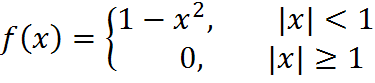 f(x) = { 1 − x², |x| < 1
0, |x| ≥ 1